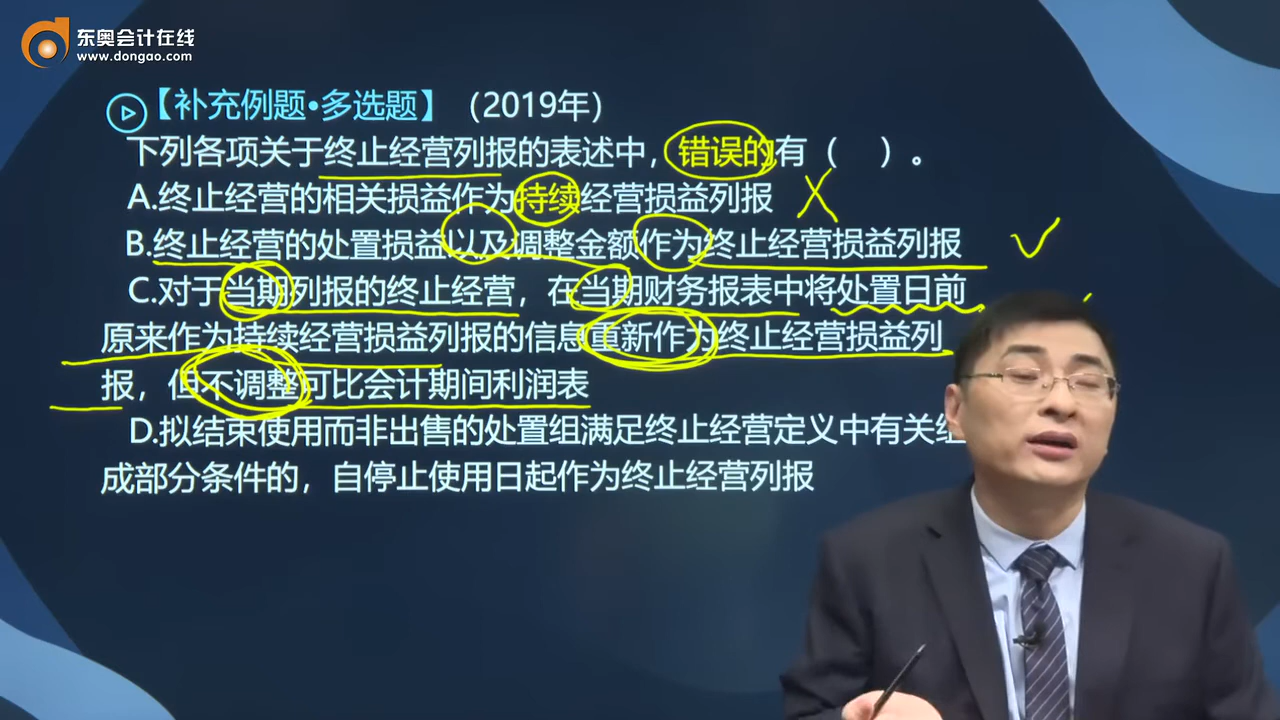 东奥会计在线
www.dongao.com
【补充例题•多选题】（2019年）
下列各项关于终止经营列报的表述中，错误的有（ ）。
A.终止经营的相关损益作为持续经营损益列报
B.终止经营的处置损益以及调整金额作为终止经营损益列报
C.对于当期列报的终止经营，在当期财务报表中将处置日前
原来作为持续经营损益列报的信息重新作为终止经营损益列
报，但不调整可比会计期间利润表
D.拟结束使用而非出售的处置组满足终止经营定义中有关组
成部分条件的，自停止使用日起作为终止经营列报